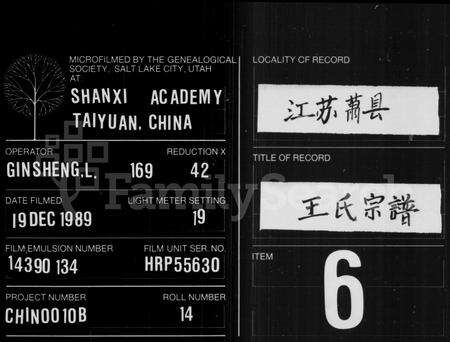 MICROFILMED BY THE GENEALOGICAL
SOCIETY, SALT LAKE CITY, UTAH
AT
SHANXI ACADEMY
TAIYUAN, CHINA
OPERATOR
REDUCTION X
GINSHENG,L. 169 42
DATE FILMED
LIGHT METER SETTING
19 DEC 1989 19
FILM/EMULSION NUMBER
FILM UNIT SER. NO.
14390 134 HRP55630
PROJECT NUMBER
ROLL NUMBER
CHINOO10B 14
LOCALITY OF RECORD
江苏萧县
TITLE OF RECORD
王氏宗譜
ITEM
6
FamilySearch